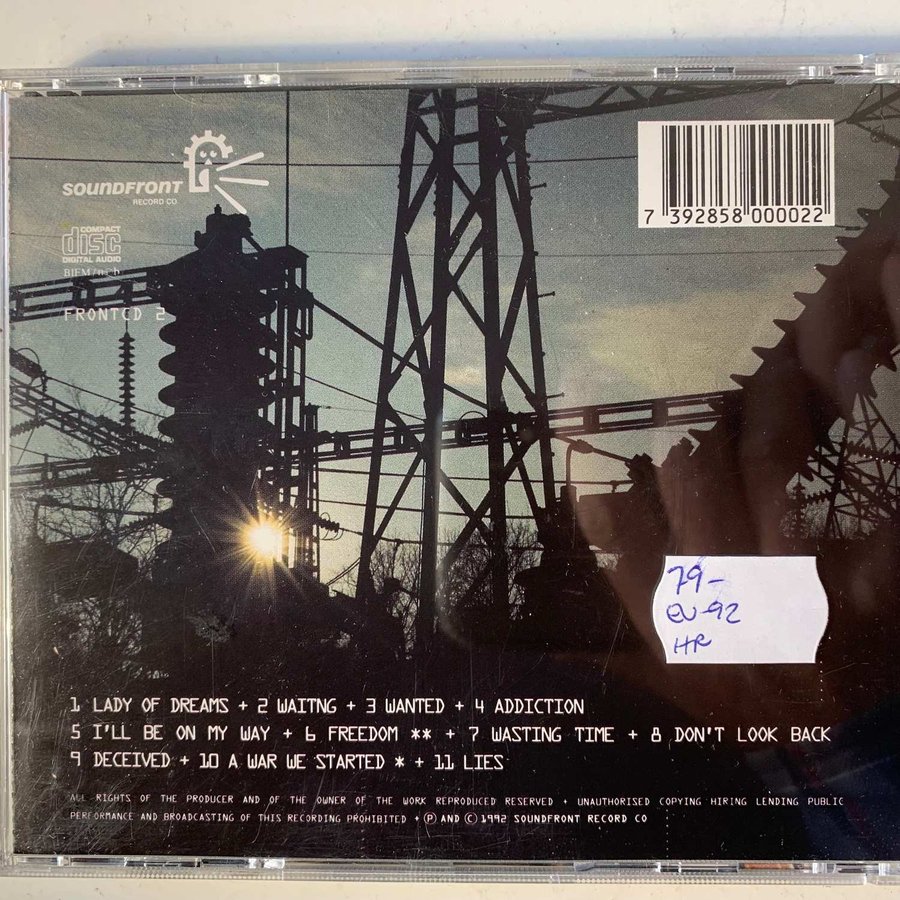 SOUNDFRONT
RECORD CO.
COMPACT
disc
DIGITAL AUDIO
BIEM/n©b
FRONTCD 2
7 392858 000022
79-
EU-92
HR
1 LADY OF DREAMS + 2 WAITNG + 3 WANTED + 4 ADDICTION
5 I'LL BE ON MY WAY + 6 FREEDOM ** + 7 WASTING TIME + 8 DON'T LOOK BACK
9 DECEIVED + 10 A WAR WE STARTED * + 11 LIES
ALL RIGHTS OF THE PRODUCER AND OF THE OWNER OF THE WORK REPRODUCED RESERVED + UNAUTHORISED COPYING HIRING LENDING PUBLIC
PERFORMANCE AND BROADCASTING OF THIS RECORDING PROHIBITED + Ⓟ AND © 1992 SOUNDFRONT RECORD CO